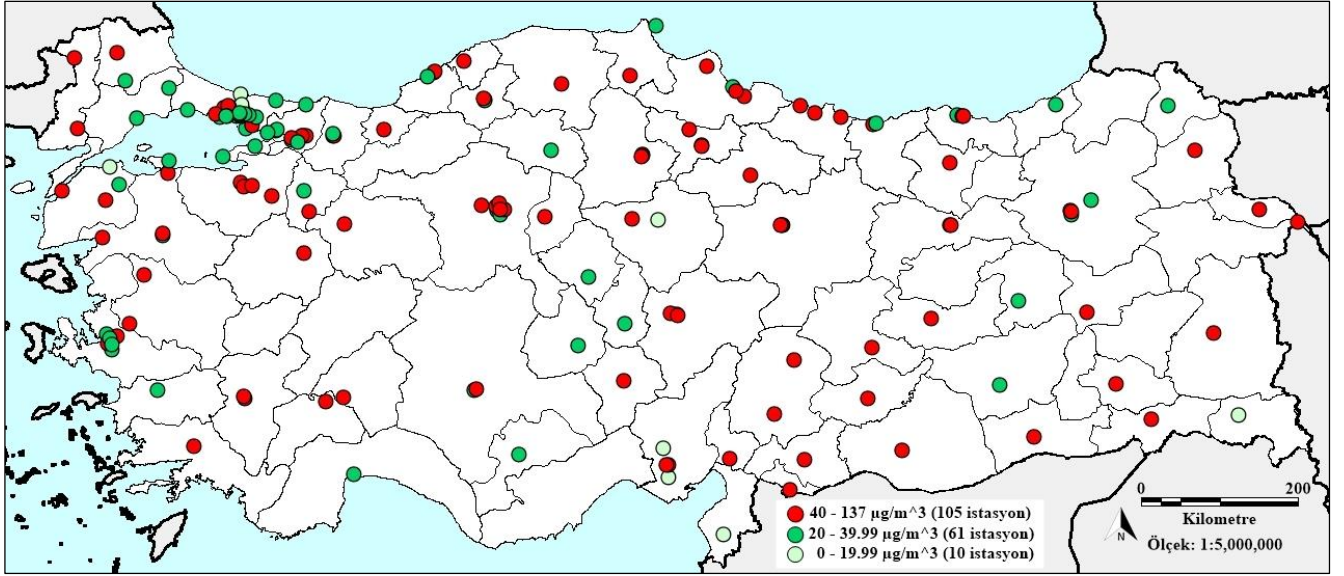 40 - 137 µg/m^3 (105 istasyon)
20 - 39.99 µg/m^3 (61 istasyon)
0 - 19.99 µg/m^3 (10 istasyon)
N
0 200
Kilometre
Ölçek: 1:5,000,000